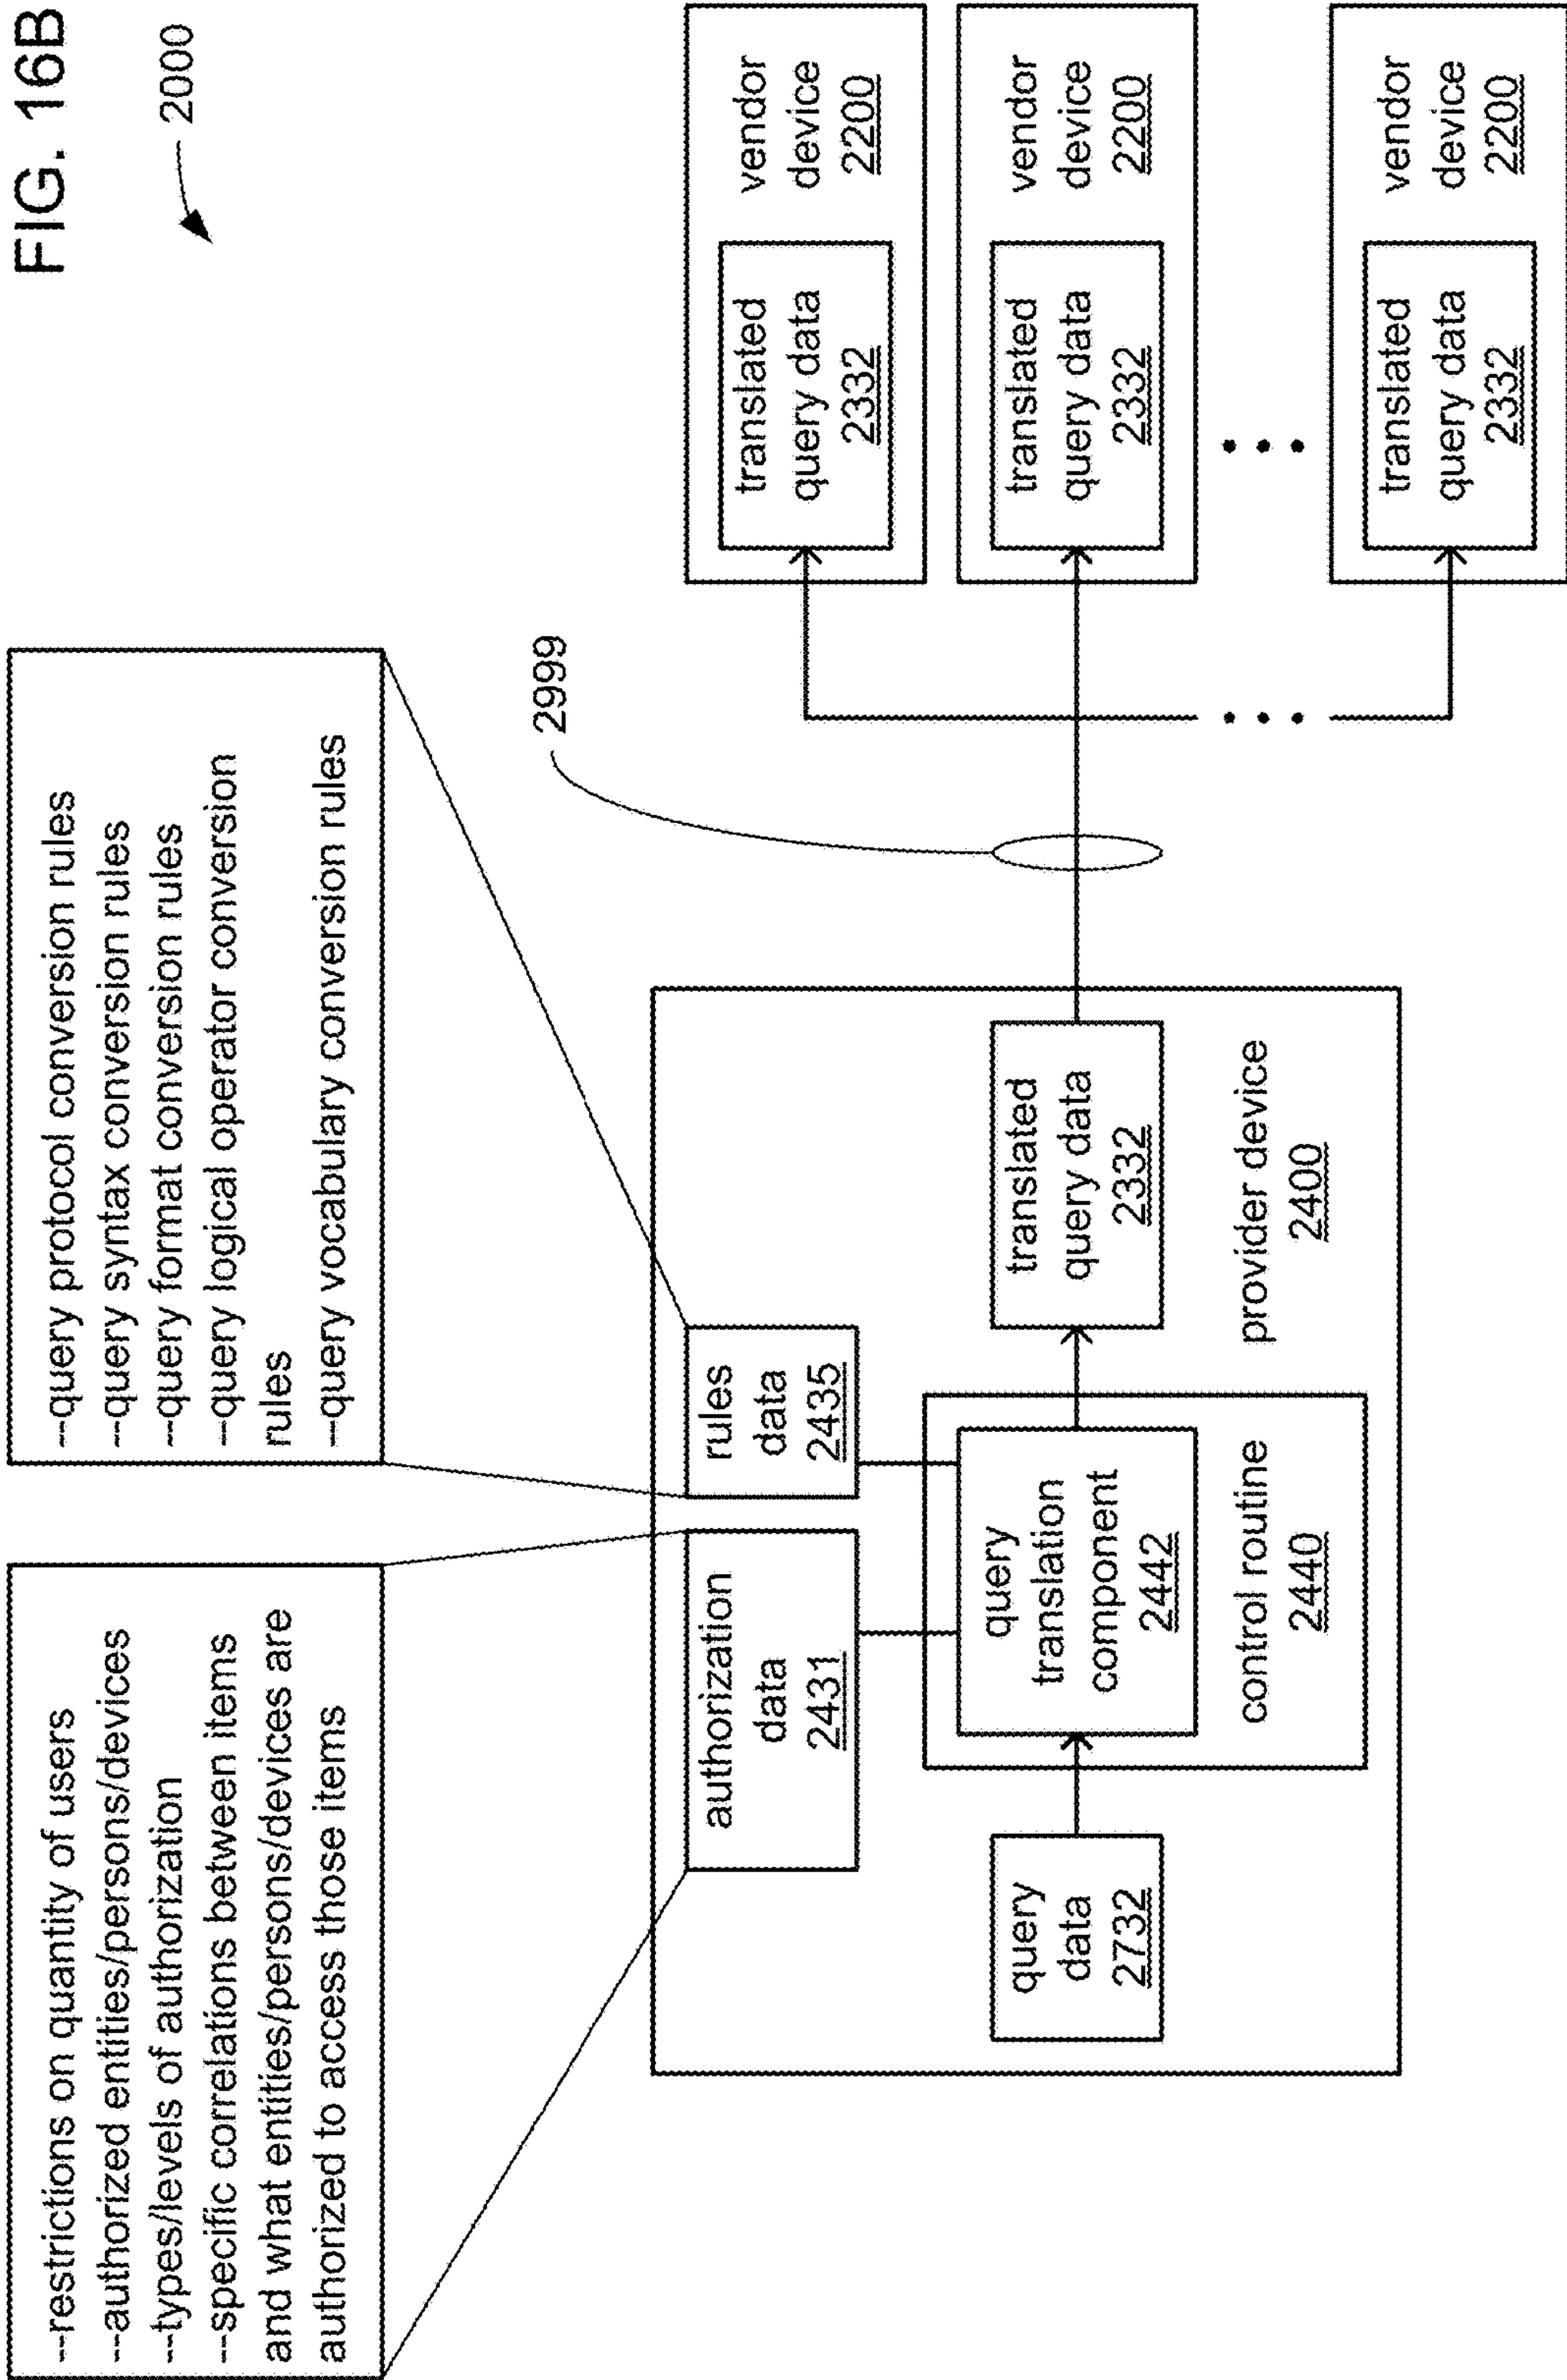 FIG. 16B
2000
--restrictions on quantity of users
--authorized entities/persons/devices
--types/levels of authorization
--specific correlations between items
and what entities/persons/devices are
authorized to access those items
--query protocol conversion rules
--query syntax conversion rules
--query format conversion rules
--query logical operator conversion
rules
--query vocabulary conversion rules
2999
authorization
data
2431
rules
data
2435
query
data
2732
query
translation
component
2442
control routine
2440
translated
query data
2332
provider device
2400
translated
query data
2332
vendor
device
2200
translated
query data
2332
vendor
device
2200
translated
query data
2332
vendor
device
2200